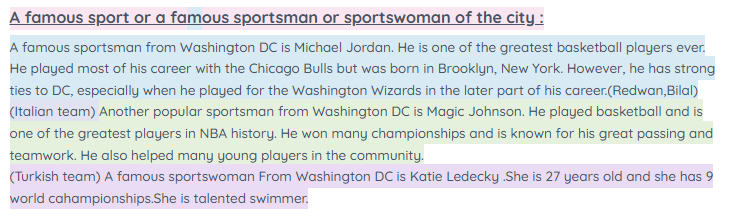 A famous sport or a famous sportsman or sportswoman of the city :
A famous sportsman from Washington DC is Michael Jordan. He is one of the greatest basketball players ever.
He played most of his career with the Chicago Bulls but was born in Brooklyn, New York. However, he has strong
ties to DC, especially when he played for the Washington Wizards in the later part of his career.(Redwan,Bilal)
(Italian team) Another popular sportsman from Washington DC is Magic Johnson. He played basketball and is
one of the greatest players in NBA history. He won many championships and is known for his great passing and
teamwork. He also helped many young players in the community.
(Turkish team) A famous sportswoman From Washington DC is Katie Ledecky .She is 27 years old and she has 9
world cahampionships.She is talented swimmer.